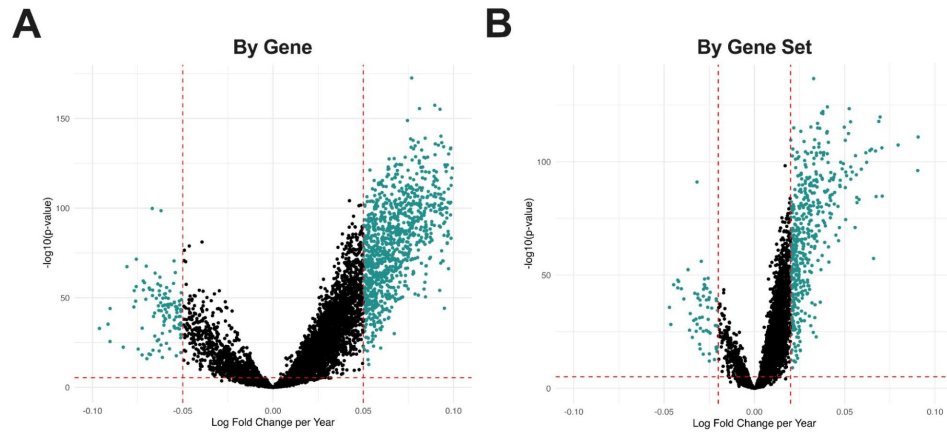 A
By Gene
-log10(p-value)
150
100
50
0
-0.10 -0.05 0.00 0.05 0.10
Log Fold Change per Year
B
By Gene Set
-log10(p-value)
100
50
0
-0.10 -0.05 0.00 0.05 0.10
Log Fold Change per Year